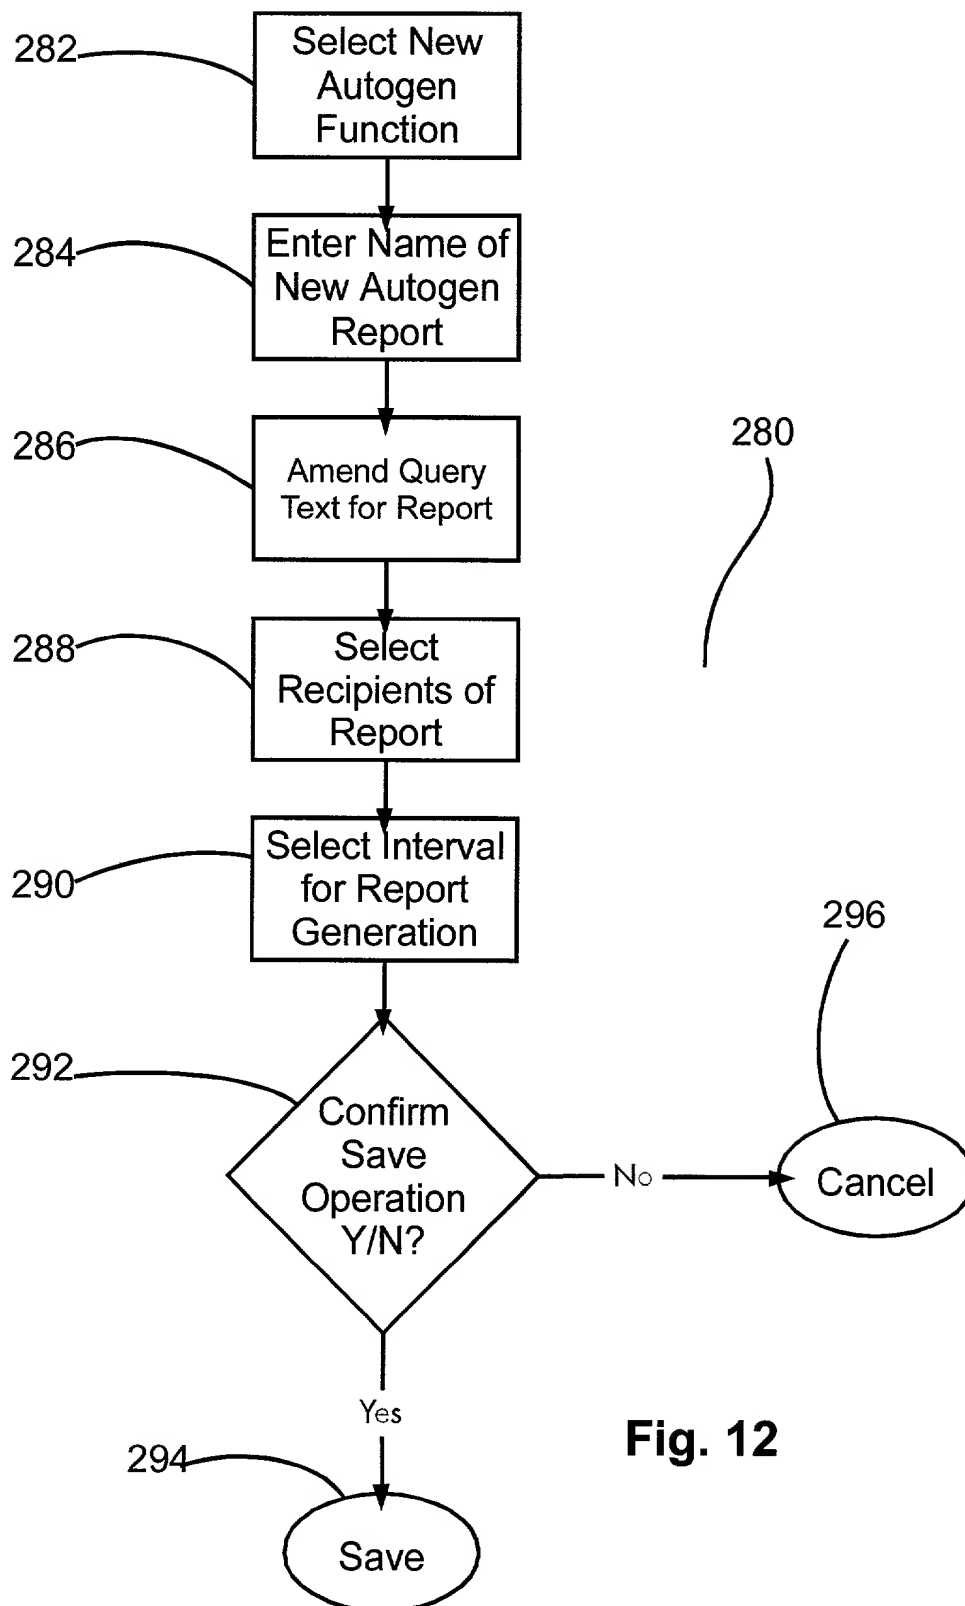 282
Select New
Autogen
Function
284
Enter Name of
New Autogen
Report
286
Amend Query
Text for Report
280
288
Select
Recipients of
Report
290
Select Interval
for Report
Generation
296
292
Confirm
Save
Operation
Y/N?
No
Cancel
Yes
Fig. 12
294
Save